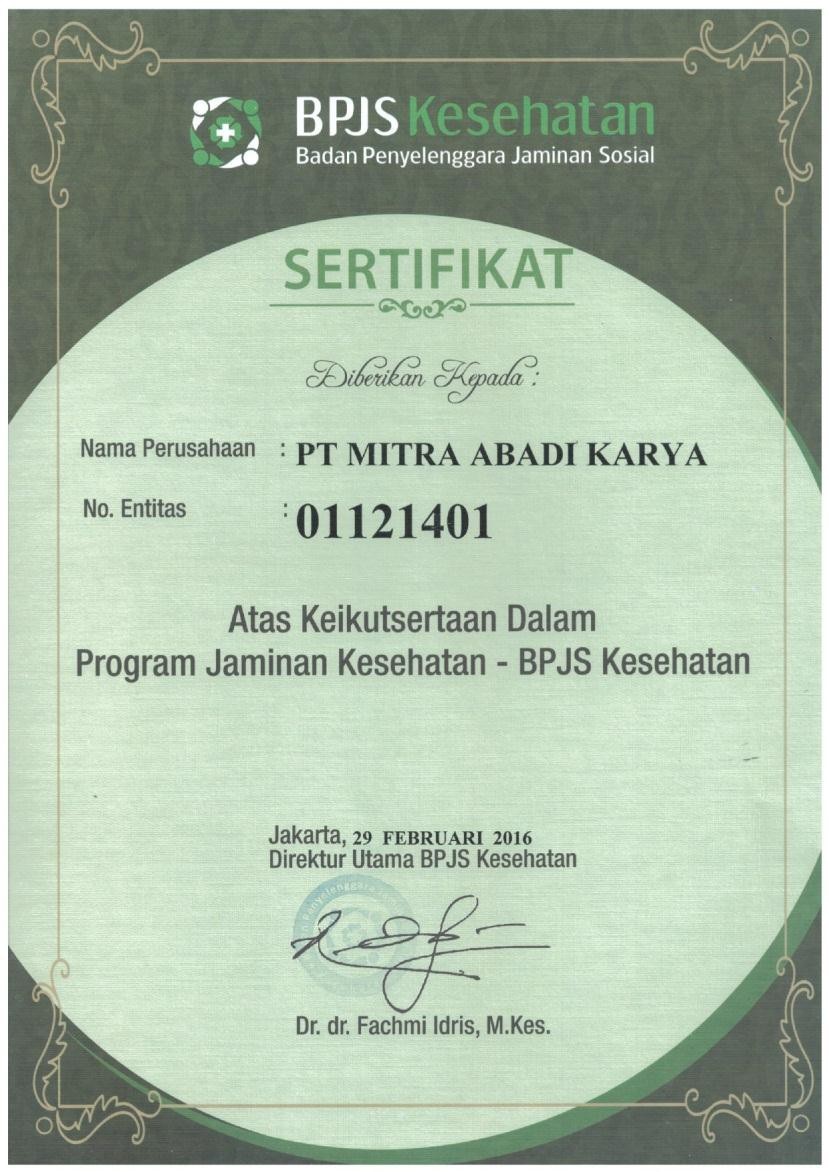 BPJS Kesehatan
Badan Penyelenggara Jaminan Sosial
SERTIFIKAT
Diberikan Kepada :
Nama Perusahaan : PT MITRA ABADI KARYA
No. Entitas : 01121401
Atas Keikutsertaan Dalam
Program Jaminan Kesehatan - BPJS Kesehatan
Jakarta, 29 FEBRUARI 2016
Direktur Utama BPJS Kesehatan
Penyelenggara
Dr. dr. Fachmi Idris, M.Kes.